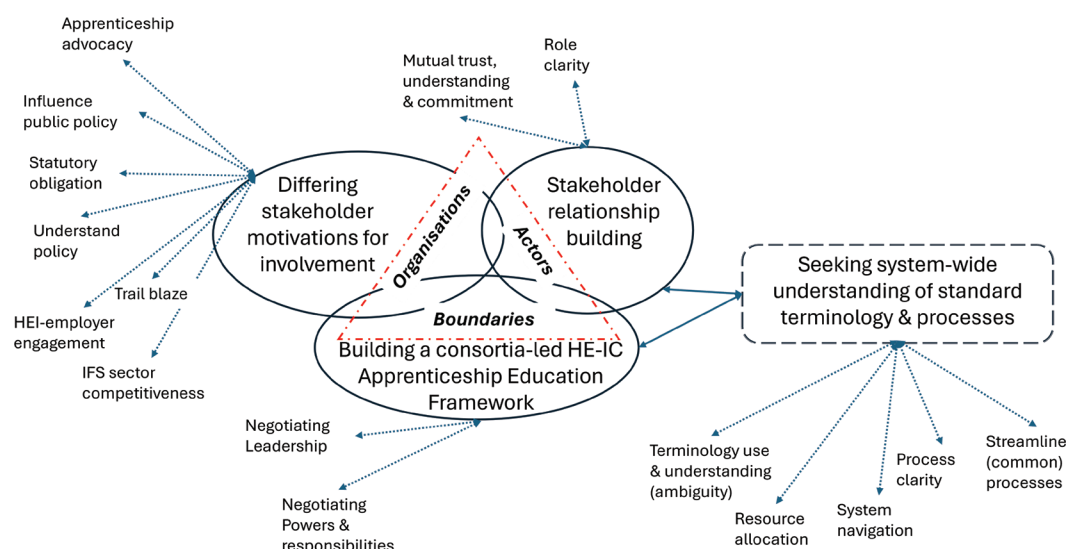 Apprenticeship
advocacy
Influence
public policy
Statutory
obligation
Understand
policy
Trail blaze
HEI-employer
engagement
IFS sector
competitiveness
Differing
stakeholder
motivations for
involvement
Organisations
Mutual trust,
understanding
& commitment
Role
clarity
Stakeholder
relationship
building
Actors
Boundaries
Building a consortia-led HE-IC
Apprenticeship Education
Framework
Negotiating
Leadership
Negotiating
Powers &
responsibilities
Seeking system-wide
understanding of standard
terminology & processes
Terminology use
& understanding
(ambiguity)
Resource
allocation
System
navigation
Process
clarity
Streamline
(common)
processes